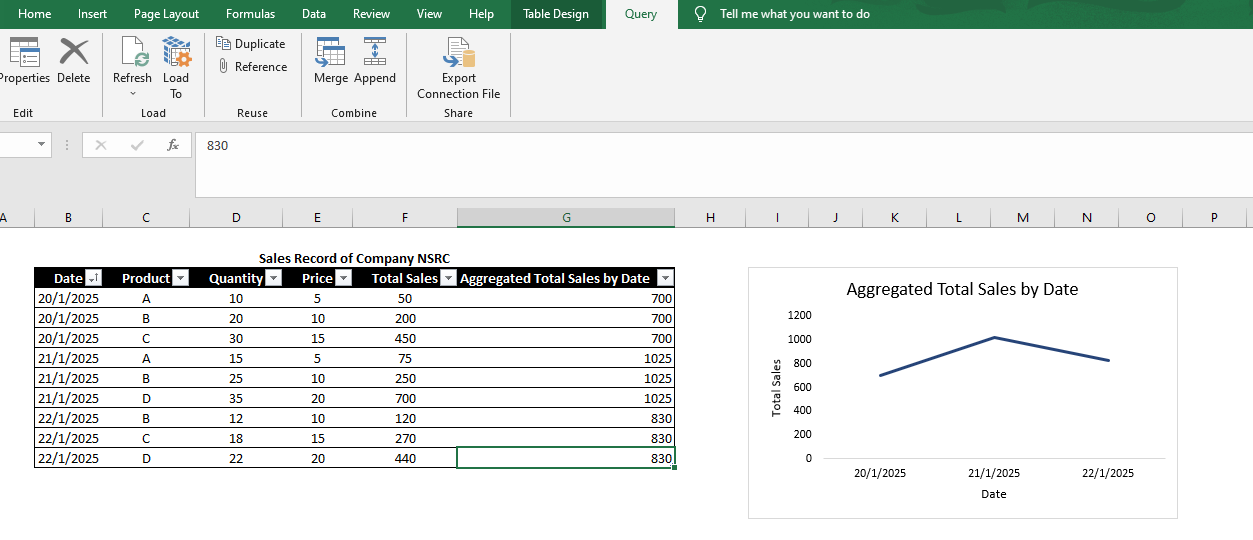 Home Insert Page Layout Formulas Data Review View Help Table Design Query Tell me what you want to do
Properties Delete Refresh Load To Duplicate Reference Merge Append Export Connection File
Edit Load Reuse Combine Share
fx 830
A B C D E F G H I J K L M N O P
Sales Record of Company NSRC
Date Product Quantity Price Total Sales Aggregated Total Sales by Date
20/1/2025 A 10 5 50 700
20/1/2025 B 20 10 200 700
20/1/2025 C 30 15 450 700
21/1/2025 A 15 5 75 1025
21/1/2025 B 25 10 250 1025
21/1/2025 D 35 20 700 1025
22/1/2025 B 12 10 120 830
22/1/2025 C 18 15 270 830
22/1/2025 D 22 20 440 830
Aggregated Total Sales by Date
1200
1000
800
600
400
200
0
Total Sales
20/1/2025 21/1/2025 22/1/2025
Date